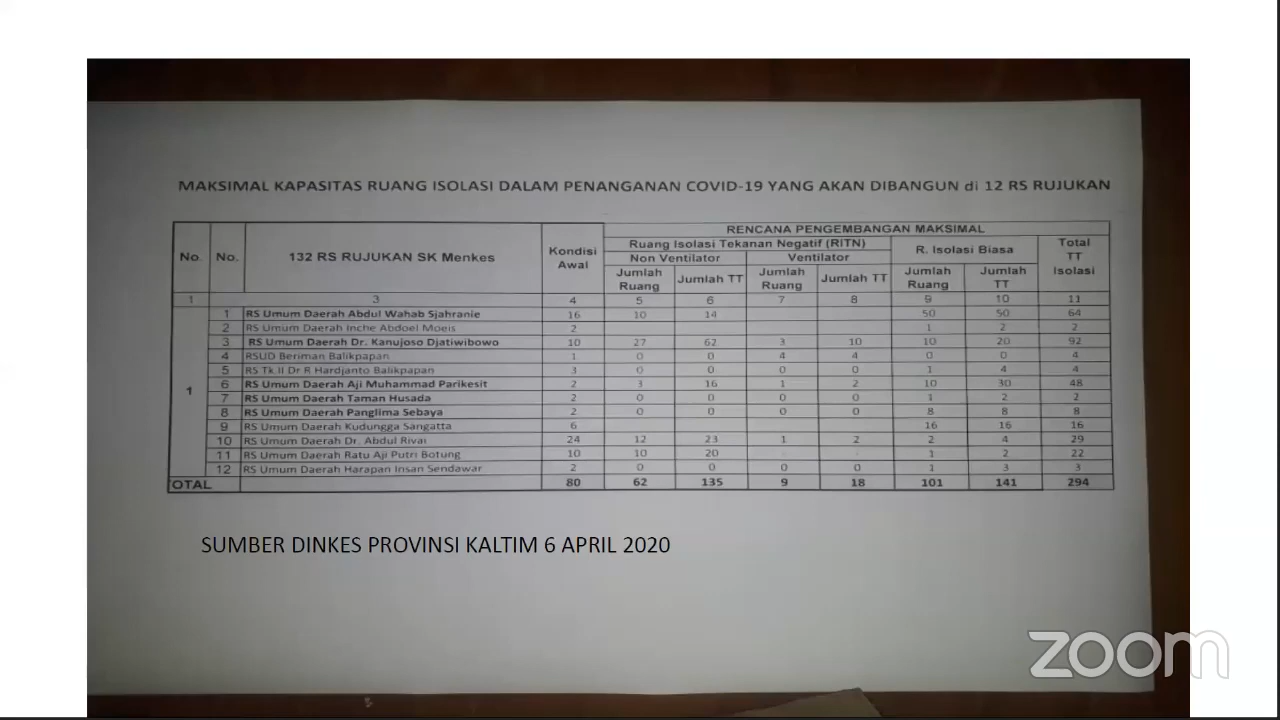 MAKSIMAL KAPASITAS RUANG ISOLASI DALAM PENANGANAN COVID-19 YANG AKAN DIBANGUN di 12 RS RUJUKAN
No. No. 132 RS RUJUKAN SK Menkes Kondisi Awal RENCANA PENGEMBANGAN MAKSIMAL
Ruang Isolasi Tekanan Negatif (RITN) R. Isolasi Biasa Total TT Isolasi
Non Ventilator Ventilator
Jumlah Ruang Jumlah TT Jumlah Ruang Jumlah TT Jumlah Ruang Jumlah TT
1 3 4 5 6 7 8 9 10 11
1
1 RS Umum Daerah Abdul Wahab Sjahranie 16 10 14 50 50 64
2 RS Umum Daerah Inche Abdoel Moeis 2 1 2 2
3 RS Umum Daerah Dr. Kanujoso Djatiwibowo 10 27 62 3 10 10 20 92
4 RSUD Beriman Balikpapan 1 0 0 4 4 0 0 4
5 RS Tk.II Dr R Hardjanto Balikpapan 3 0 0 0 0 1 4 4
6 RS Umum Daerah Aji Muhammad Parikesit 2 3 16 1 2 10 30 48
7 RS Umum Daerah Taman Husada 2 0 0 0 0 1 2 2
8 RS Umum Daerah Panglima Sebaya 2 0 0 0 0 8 8 8
9 RS Umum Daerah Kudungga Sangatta 6 16 16 16
10 RS Umum Daerah Dr. Abdul Rivai 24 12 23 1 2 2 4 29
11 RS Umum Daerah Ratu Aji Putri Botung 10 10 20 - - 1 2 22
12 RS Umum Daerah Harapan Insan Sendawar 2 0 0 0 0 1 3 3
OTAL 80 62 135 9 18 101 141 294
SUMBER DINKES PROVINSI KALTIM 6 APRIL 2020
zoom